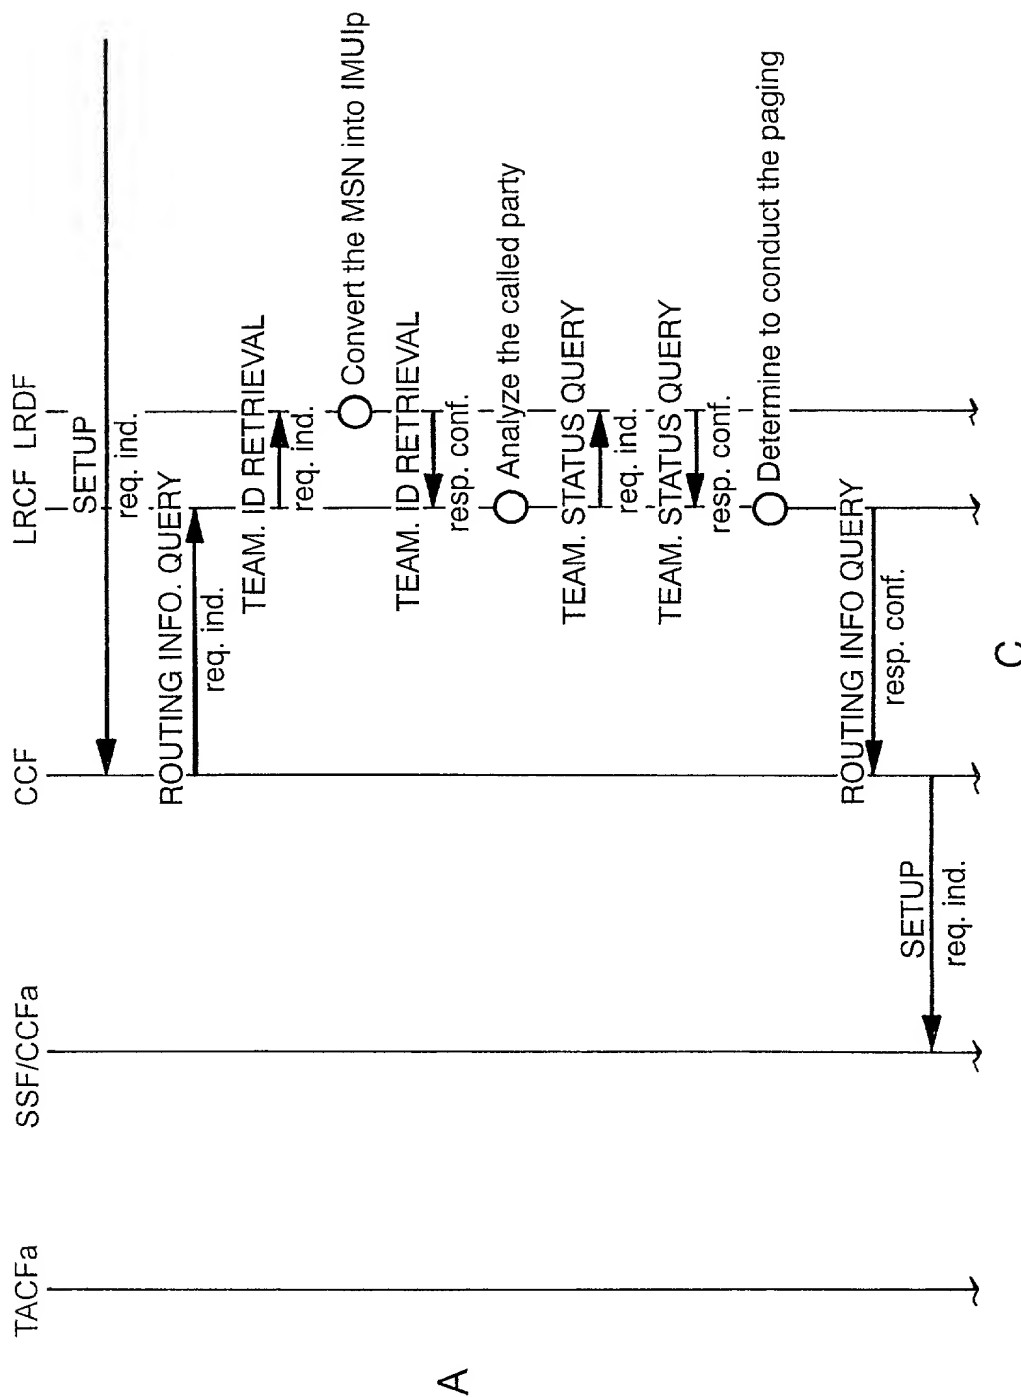 TACFa
SSF/CCFa
CCF
LRCF
LRDF
SETUP
req. ind.
ROUTING INFO. QUERY
req. ind.
TEAM. ID RETRIEVAL
req. ind.
Convert the MSN into IMUIp
TEAM. ID RETRIEVAL
resp. conf.
Analyze the called party
TEAM. STATUS QUERY
req. ind.
TEAM. STATUS QUERY
resp. conf.
Determine to conduct the paging
ROUTING INFO QUERY
resp. conf.
SETUP
req. ind.
A
C